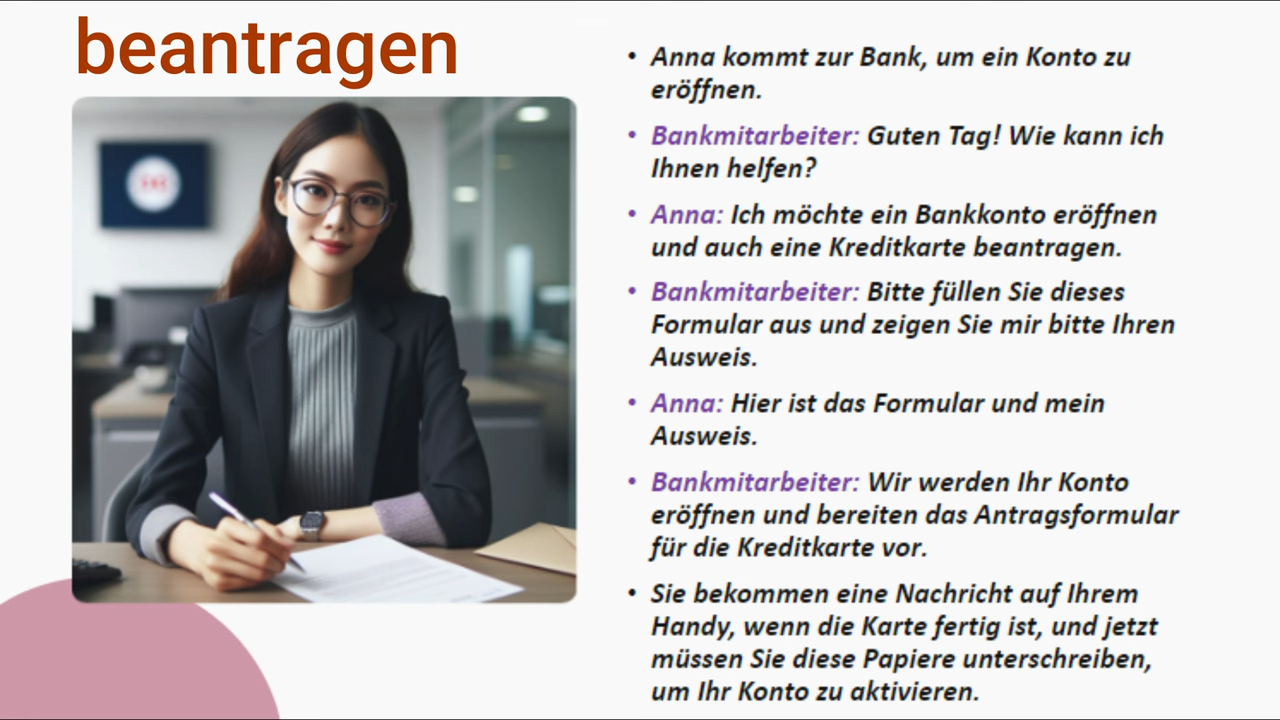 beantragen
• Anna kommt zur Bank, um ein Konto zu
eröffnen.
• Bankmitarbeiter: Guten Tag! Wie kann ich
Ihnen helfen?
• Anna: Ich möchte ein Bankkonto eröffnen
und auch eine Kreditkarte beantragen.
• Bankmitarbeiter: Bitte füllen Sie dieses
Formular aus und zeigen Sie mir bitte Ihren
Ausweis.
• Anna: Hier ist das Formular und mein
Ausweis.
• Bankmitarbeiter: Wir werden Ihr Konto
eröffnen und bereiten das Antragsformular
für die Kreditkarte vor.
• Sie bekommen eine Nachricht auf Ihrem
Handy, wenn die Karte fertig ist, und jetzt
müssen Sie diese Papiere unterschreiben,
um Ihr Konto zu aktivieren.